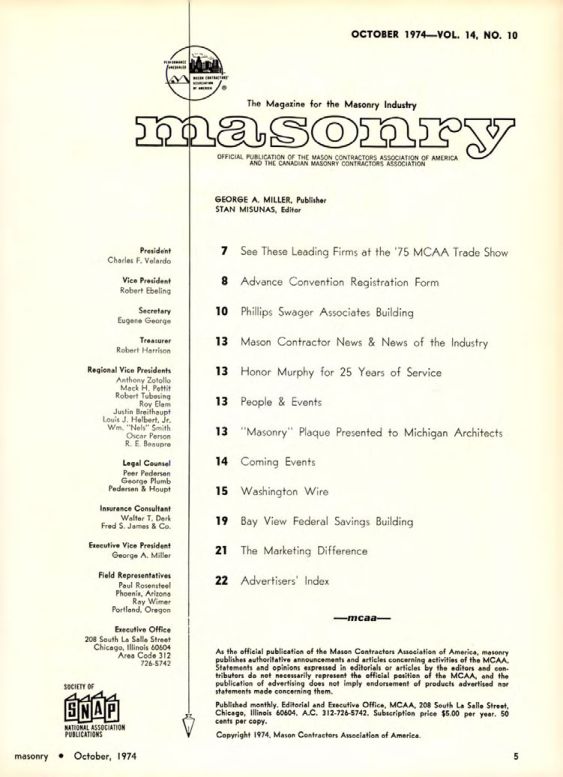 OCTOBER 1974—VOL. 14, NO. 10
PERFORMANCE
UNEQUALED
MASON CONTRACTORS'
ASSOCIATION
OF AMERICA
®
The Magazine for the Masonry Industry
masonry
OFFICIAL PUBLICATION OF THE MASON CONTRACTORS ASSOCIATION OF AMERICA
AND THE CANADIAN MASONRY CONTRACTORS ASSOCIATION
GEORGE A. MILLER, Publisher
STAN MISUNAS, Editor
President
Charles F. Velardo
Vice President
Robert Ebeling
Secretary
Eugene George
Treasurer
Robert Harrison
Regional Vice Presidents
Anthony Zotollo
Mack H. Pettit
Robert Tubesing
Roy Elam
Justin Breithaupt
Louis J. Helbert, Jr.
Wm. "Nels" Smith
Oscar Person
R. E. Beaupre
Legal Counsel
Peer Pedersen
George Plumb
Pedersen & Houpt
Insurance Consultant
Walter T. Derk
Fred S. James & Co.
Executive Vice President
George A. Miller
Field Representatives
Paul Rosensteel
Phoenix, Arizona
Ray Wimer
Portland, Oregon
Executive Office
208 South La Salle Street
Chicago, Illinois 60604
Area Code 312
726-5742
SOCIETY OF
SNAP
NATIONAL ASSOCIATION
PUBLICATIONS
7 See These Leading Firms at the '75 MCAA Trade Show
8 Advance Convention Registration Form
10 Phillips Swager Associates Building
13 Mason Contractor News & News of the Industry
13 Honor Murphy for 25 Years of Service
13 People & Events
13 "Masonry" Plaque Presented to Michigan Architects
14 Coming Events
15 Washington Wire
19 Bay View Federal Savings Building
21 The Marketing Difference
22 Advertisers' Index
—mcaa—
As the official publication of the Mason Contractors Association of America, masonry
publishes authoritative announcements and articles concerning activities of the MCAA.
Statements and opinions expressed in editorials or articles by the editors and con-
tributors do not necessarily represent the official position of the MCAA, and the
publication of advertising does not imply endorsement of products advertised nor
statements made concerning them.
Published monthly. Editorial and Executive Office, MCAA, 208 South La Salle Street,
Chicago, Illinois 60604, A.C. 312-726-5742. Subscription price $5.00 per year. 50
cents per copy.
Copyright 1974, Mason Contractors Association of America.
masonry • October, 1974
5